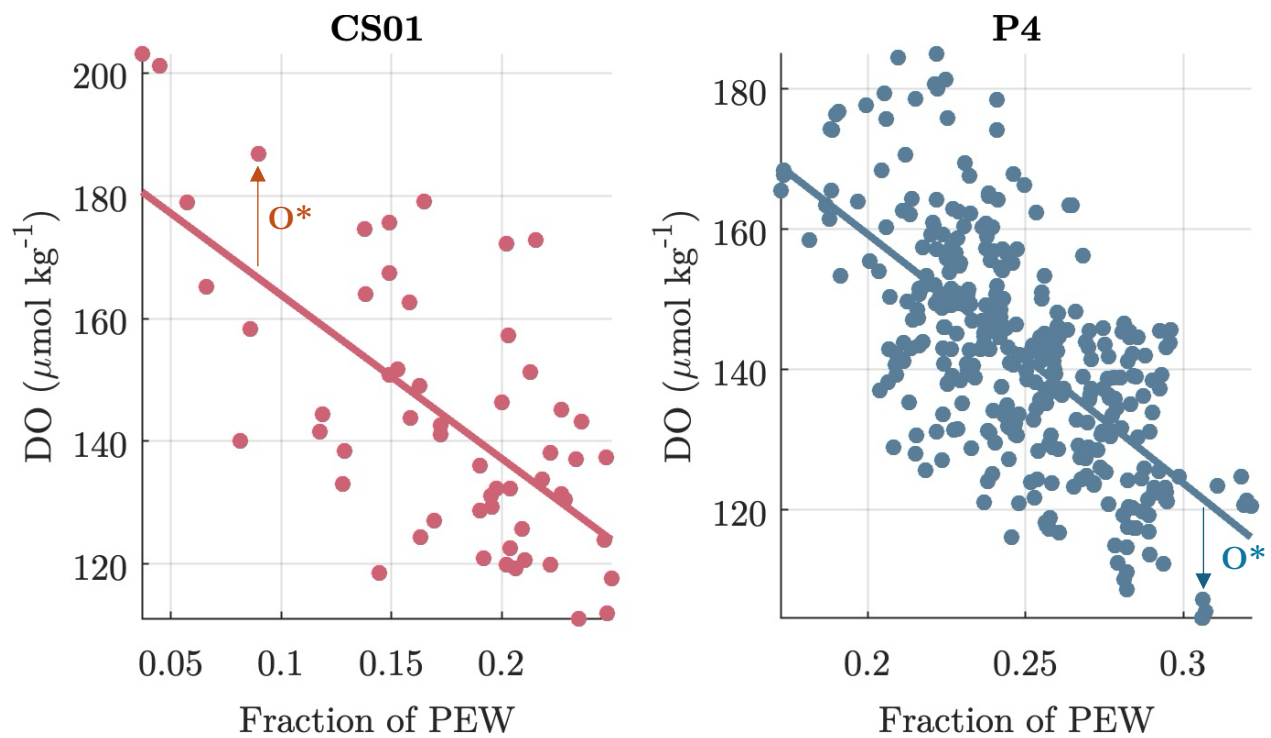 CS01
200
180
160
140
120
DO (μmol kg⁻¹)
O*
0.05 0.1 0.15 0.2
Fraction of PEW
P4
180
160
140
120
DO (μmol kg⁻¹)
O*
0.2 0.25 0.3
Fraction of PEW